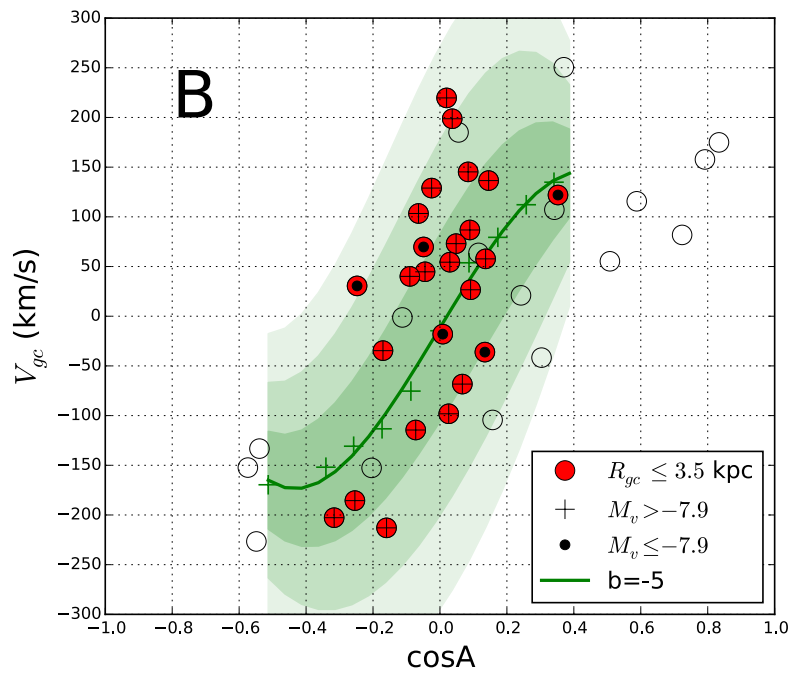 B
300
250
200
150
100
50
0
−50
−100
−150
−200
−250
−300
V_gc (km/s)
−1.0 −0.8 −0.6 −0.4 −0.2 0.0 0.2 0.4 0.6 0.8 1.0
cosA
R_gc ≤ 3.5 kpc
M_v > −7.9
M_v ≤ −7.9
b=-5